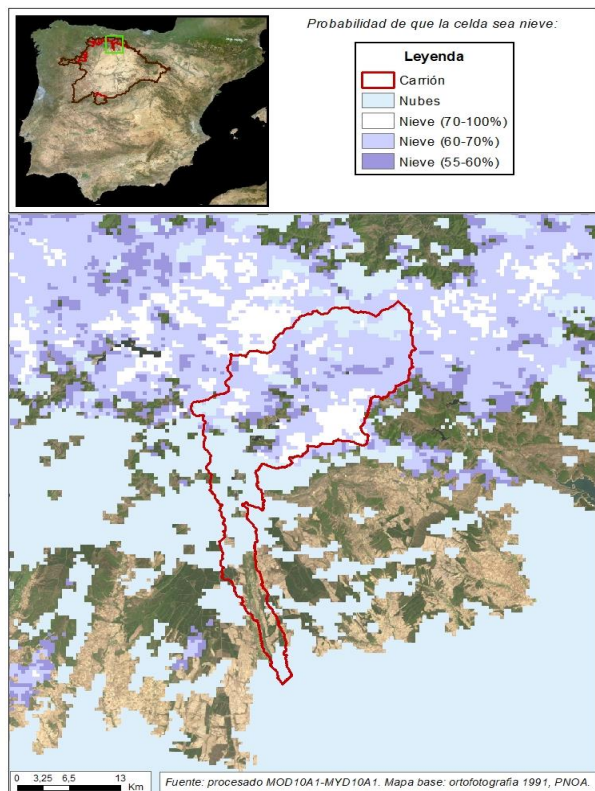 Probabilidad de que la celda sea nieve:
Leyenda
Carrión
Nubes
Nieve (70-100%)
Nieve (60-70%)
Nieve (55-60%)
0 3,25 6,5 13
Km
Fuente: procesado MOD10A1-MYD10A1. Mapa base: ortofotografia 1991, PNOA.